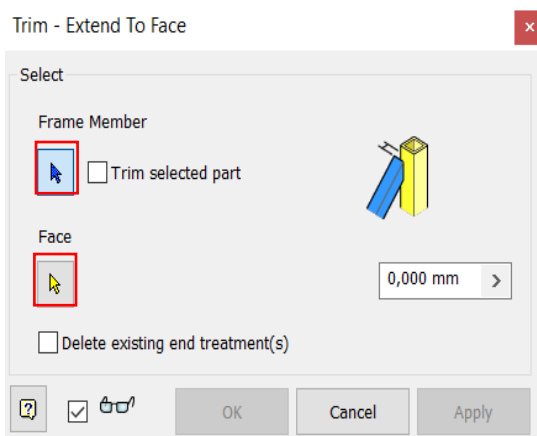 Trim - Extend To Face
Select
Frame Member
Trim selected part
Face
0,000 mm
Delete existing end treatment(s)
OK
Cancel
Apply